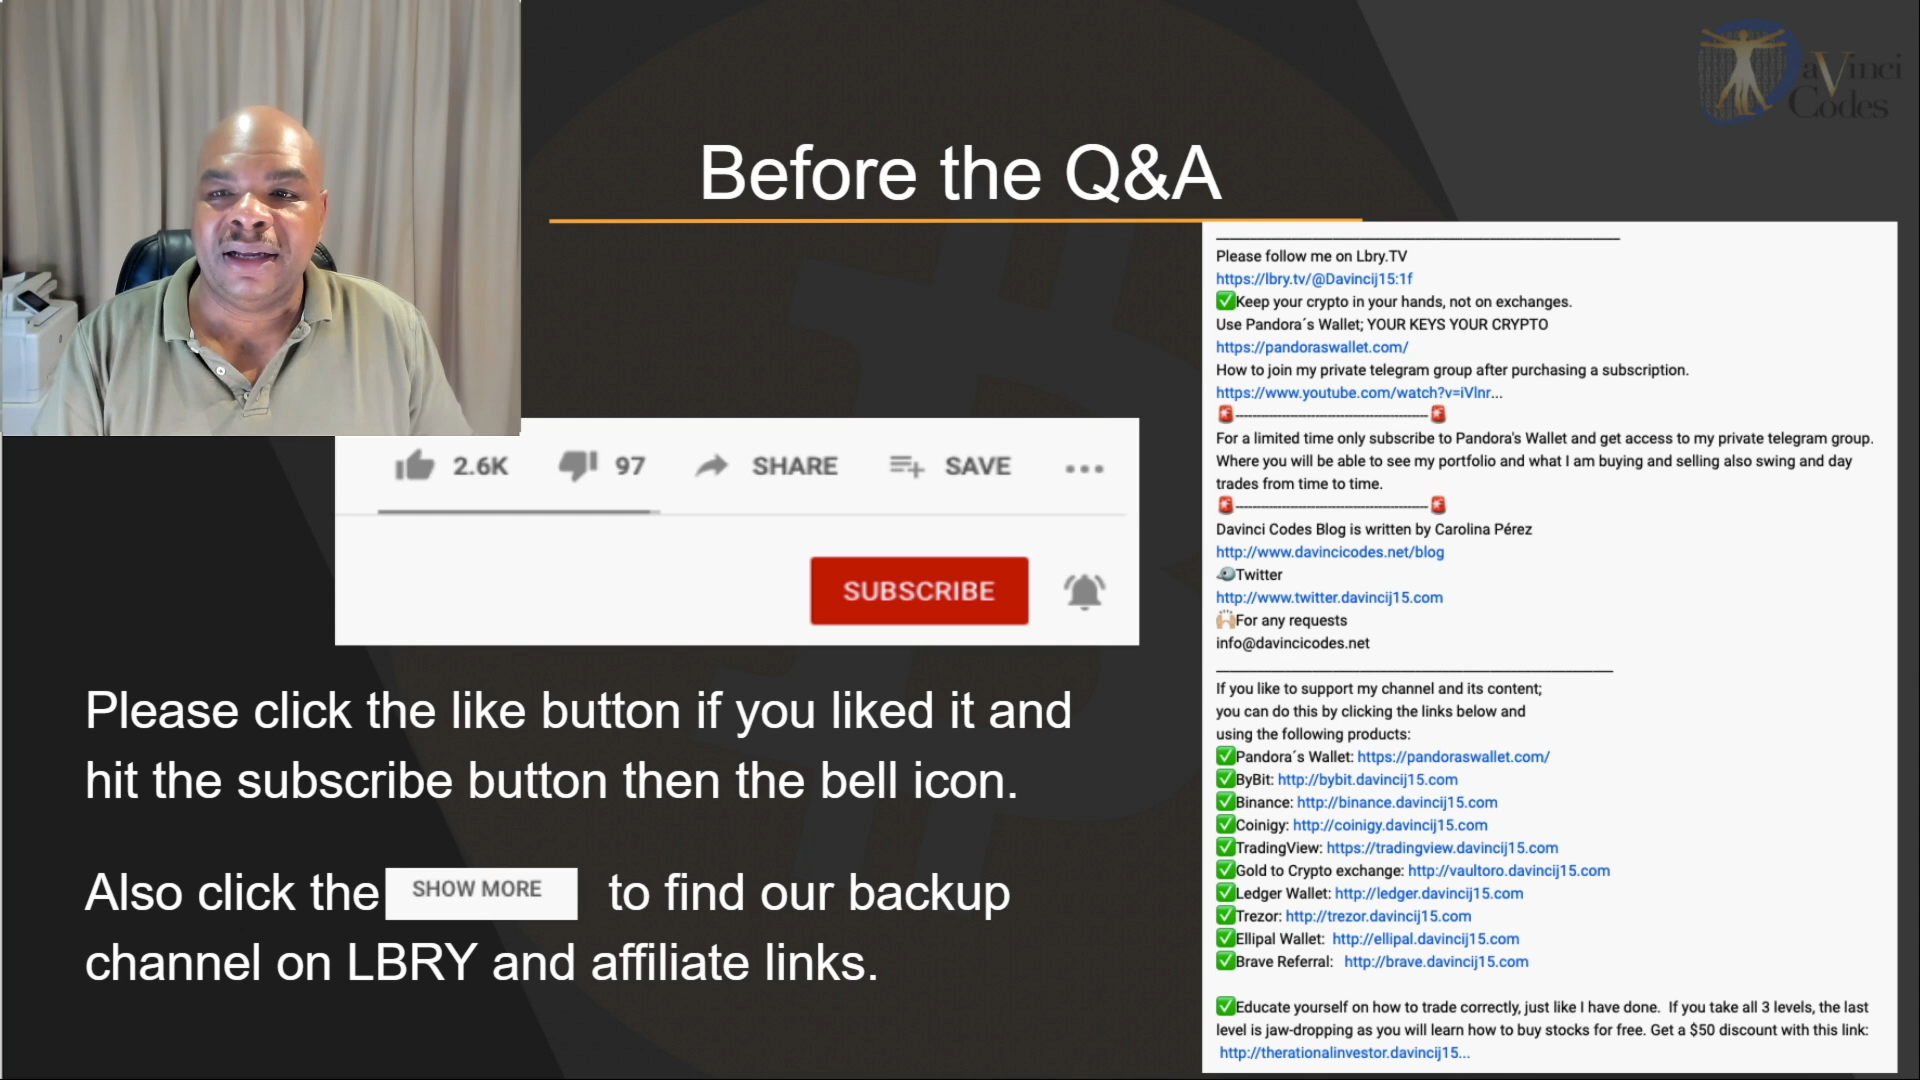 aVinci
Codes
Before the Q&A
2.6K 97 SHARE SAVE
SUBSCRIBE
Please click the like button if you liked it and
hit the subscribe button then the bell icon.
Also click the SHOW MORE to find our backup
channel on LBRY and affiliate links.
Please follow me on Lbry.TV
https://lbry.tv/@Davincij15:1f
✅Keep your crypto in your hands, not on exchanges.
Use Pandora´s Wallet; YOUR KEYS YOUR CRYPTO
https://pandoraswallet.com/
How to join my private telegram group after purchasing a subscription.
https://www.youtube.com/watch?v=iVlnr...
🚨-----------------------------------------------🚨
For a limited time only subscribe to Pandora's Wallet and get access to my private telegram group.
Where you will be able to see my portfolio and what I am buying and selling also swing and day
trades from time to time.
🚨-----------------------------------------------🚨
Davinci Codes Blog is written by Carolina Pérez
http://www.davincicodes.net/blog
Twitter
http://www.twitter.davincij15.com
🙌🏼For any requests
info@davincicodes.net
If you like to support my channel and its content;
you can do this by clicking the links below and
using the following products:
✅Pandora´s Wallet: https://pandoraswallet.com/
✅ByBit: http://bybit.davincij15.com
✅Binance: http://binance.davincij15.com
✅Coinigy: http://coinigy.davincij15.com
✅TradingView: https://tradingview.davincij15.com
✅Gold to Crypto exchange: http://vaultoro.davincij15.com
✅Ledger Wallet: http://ledger.davincij15.com
✅Trezor: http://trezor.davincij15.com
✅Ellipal Wallet: http://ellipal.davincij15.com
✅Brave Referral: http://brave.davincij15.com
✅Educate yourself on how to trade correctly, just like I have done. If you take all 3 levels, the last
level is jaw-dropping as you will learn how to buy stocks for free. Get a $50 discount with this link:
http://therationalinvestor.davincij15...